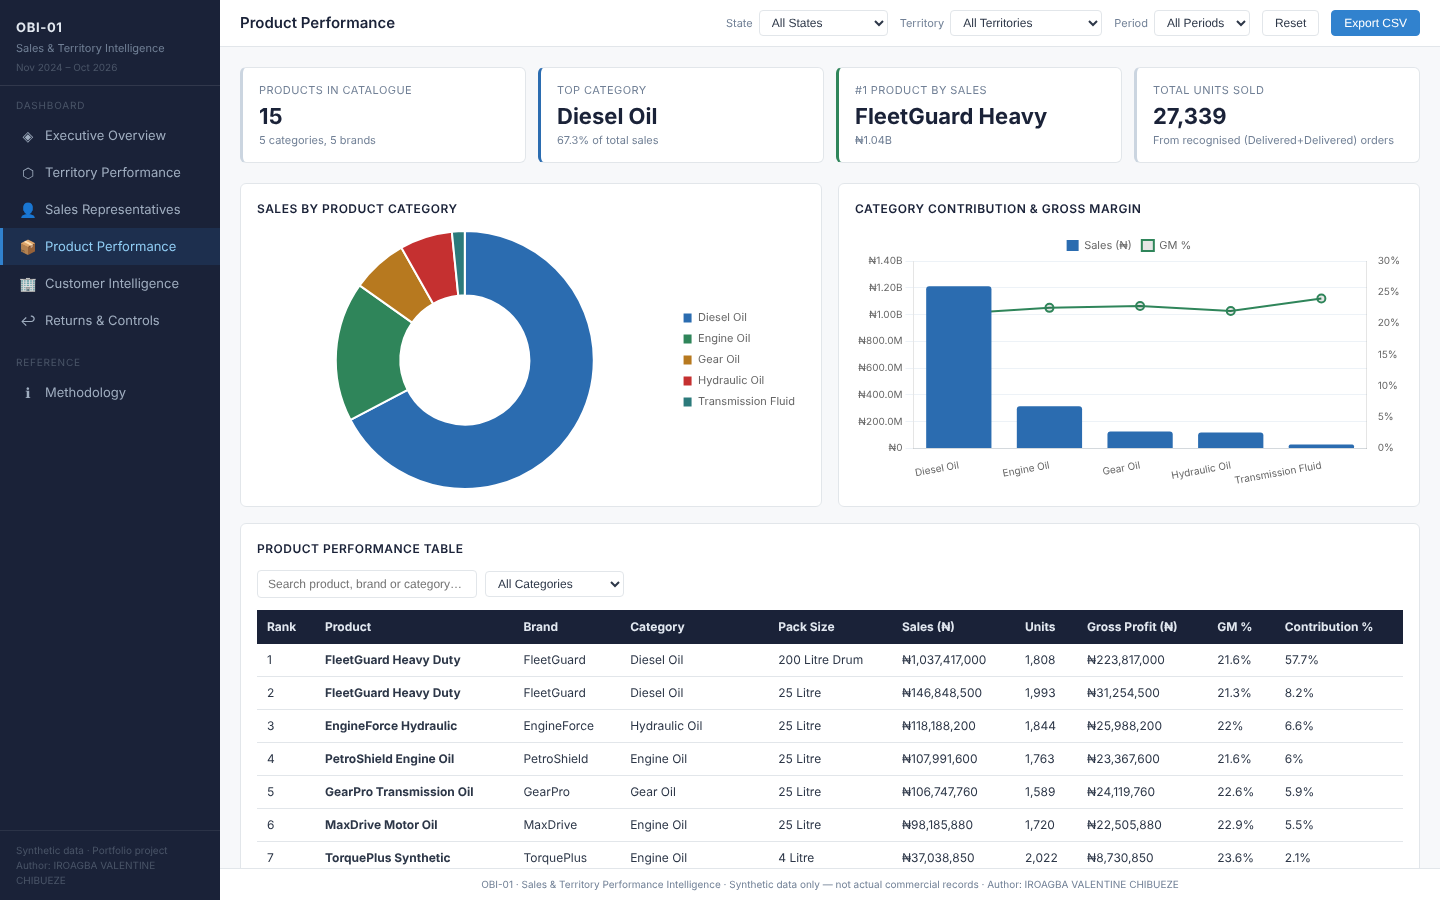 OBI-01
Sales & Territory Intelligence
Nov 2024 – Oct 2026
DASHBOARD
Executive Overview
Territory Performance
Sales Representatives
Product Performance
Customer Intelligence
Returns & Controls
REFERENCE
Methodology
Synthetic data · Portfolio project
Author: IROAGBA VALENTINE
CHIBUEZE
Product Performance
State All States Territory All Territories Period All Periods Reset Export CSV
PRODUCTS IN CATALOGUE
15
5 categories, 5 brands
TOP CATEGORY
Diesel Oil
67.3% of total sales
#1 PRODUCT BY SALES
FleetGuard Heavy
₦1.04B
TOTAL UNITS SOLD
27,339
From recognised (Delivered+Delivered) orders
SALES BY PRODUCT CATEGORY
Diesel Oil
Engine Oil
Gear Oil
Hydraulic Oil
Transmission Fluid
CATEGORY CONTRIBUTION & GROSS MARGIN
Sales (₦) GM %
₦1.40B 30%
₦1.20B 25%
₦1.00B 20%
₦800.0M 15%
₦600.0M 10%
₦400.0M 5%
₦200.0M
₦0 0%
Diesel Oil Engine Oil Gear Oil Hydraulic Oil Transmission Fluid
PRODUCT PERFORMANCE TABLE
Search product, brand or category… All Categories
Rank Product Brand Category Pack Size Sales (₦) Units Gross Profit (₦) GM % Contribution %
1 FleetGuard Heavy Duty FleetGuard Diesel Oil 200 Litre Drum ₦1,037,417,000 1,808 ₦223,817,000 21.6% 57.7%
2 FleetGuard Heavy Duty FleetGuard Diesel Oil 25 Litre ₦146,848,500 1,993 ₦31,254,500 21.3% 8.2%
3 EngineForce Hydraulic EngineForce Hydraulic Oil 25 Litre ₦118,188,200 1,844 ₦25,988,200 22% 6.6%
4 PetroShield Engine Oil PetroShield Engine Oil 25 Litre ₦107,991,600 1,763 ₦23,367,600 21.6% 6%
5 GearPro Transmission Oil GearPro Gear Oil 25 Litre ₦106,747,760 1,589 ₦24,119,760 22.6% 5.9%
6 MaxDrive Motor Oil MaxDrive Engine Oil 25 Litre ₦98,185,880 1,720 ₦22,505,880 22.9% 5.5%
7 TorquePlus Synthetic TorquePlus Engine Oil 4 Litre ₦37,038,850 2,022 ₦8,730,850 23.6% 2.1%
OBI-01 · Sales & Territory Performance Intelligence · Synthetic data only — not actual commercial records · Author: IROAGBA VALENTINE CHIBUEZE